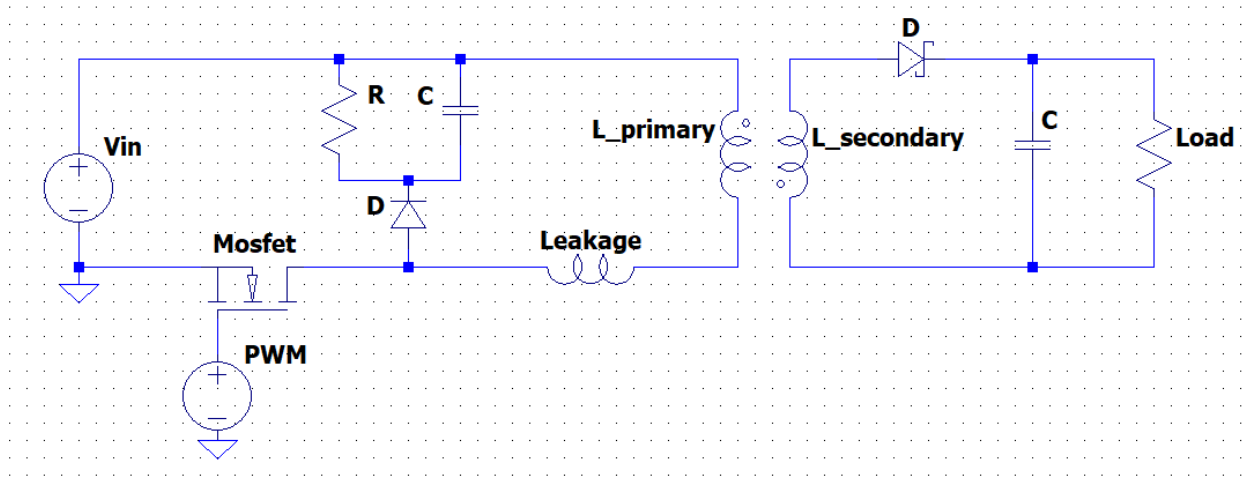 D
R
C
Vin
L_primary
L_secondary
C
Load
D
Mosfet
Leakage
PWM